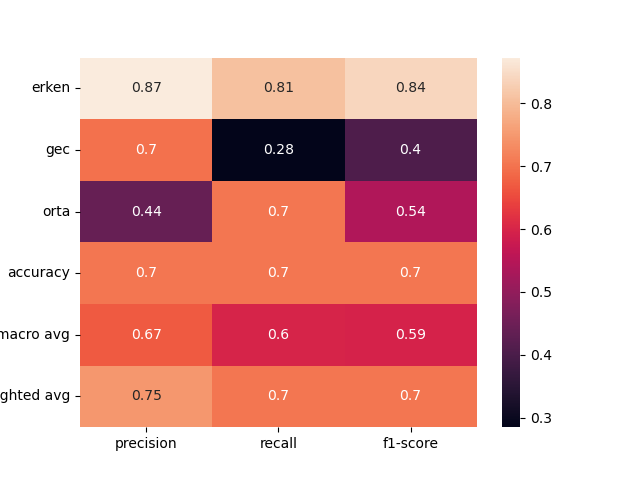 erken 0.87 0.81 0.84
gec 0.7 0.28 0.4
orta 0.44 0.7 0.54
accuracy 0.7 0.7 0.7
macro avg 0.67 0.6 0.59
ghted avg 0.75 0.7 0.7
precision recall f1-score
0.8
0.7
0.6
0.5
0.4
0.3